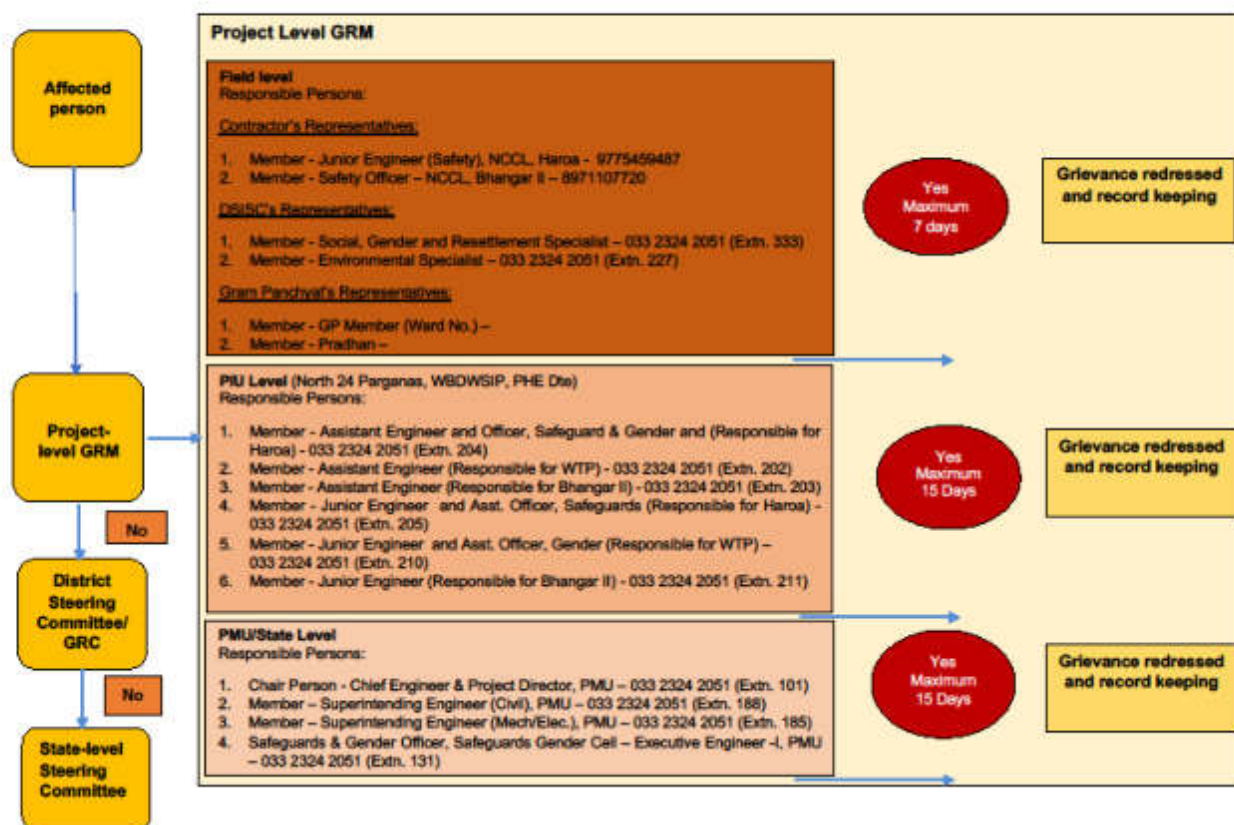 Affected
person
Project-
level GRM
No
District
Steering
Committee/
GRC
No
State-level
Steering
Committee
Project Level GRM
Field level
Responsible Persons:
Contractor's Representatives:
1. Member - Junior Engineer (Safety), NCCL, Haroa - 9775459487
2. Member - Safety Officer – NCCL, Bhangar II – 8971107720
DSISC's Representatives:
1. Member - Social, Gender and Resettlement Specialist – 033 2324 2051 (Extn. 333)
2. Member - Environmental Specialist – 033 2324 2051 (Extn. 227)
Gram Panchyat's Representatives:
1. Member - GP Member (Ward No.) –
2. Member - Pradhan –
Yes
Maximum
7 days
Grievance redressed
and record keeping
PIU Level (North 24 Parganas, WBDWSIP, PHE Dte)
Responsible Persons:
1. Member - Assistant Engineer and Officer, Safeguard & Gender and (Responsible for
Haroa) - 033 2324 2051 (Extn. 204)
2. Member - Assistant Engineer (Responsible for WTP) - 033 2324 2051 (Extn. 202)
3. Member - Assistant Engineer (Responsible for Bhangar II) - 033 2324 2051 (Extn. 203)
4. Member - Junior Engineer and Asst. Officer, Safeguards (Responsible for Haroa) -
033 2324 2051 (Extn. 205)
5. Member - Junior Engineer and Asst. Officer, Gender (Responsible for WTP) –
033 2324 2051 (Extn. 210)
6. Member - Junior Engineer (Responsible for Bhangar II) - 033 2324 2051 (Extn. 211)
Yes
Maximum
15 Days
Grievance redressed
and record keeping
PMU/State Level
Responsible Persons:
1. Chair Person - Chief Engineer & Project Director, PMU – 033 2324 2051 (Extn. 101)
2. Member – Superintending Engineer (Civil), PMU – 033 2324 2051 (Extn. 188)
3. Member – Superintending Engineer (Mech/Elec.), PMU – 033 2324 2051 (Extn. 185)
4. Safeguards & Gender Officer, Safeguards Gender Cell – Executive Engineer -I, PMU
– 033 2324 2051 (Extn. 131)
Yes
Maximum
15 Days
Grievance redressed
and record keeping